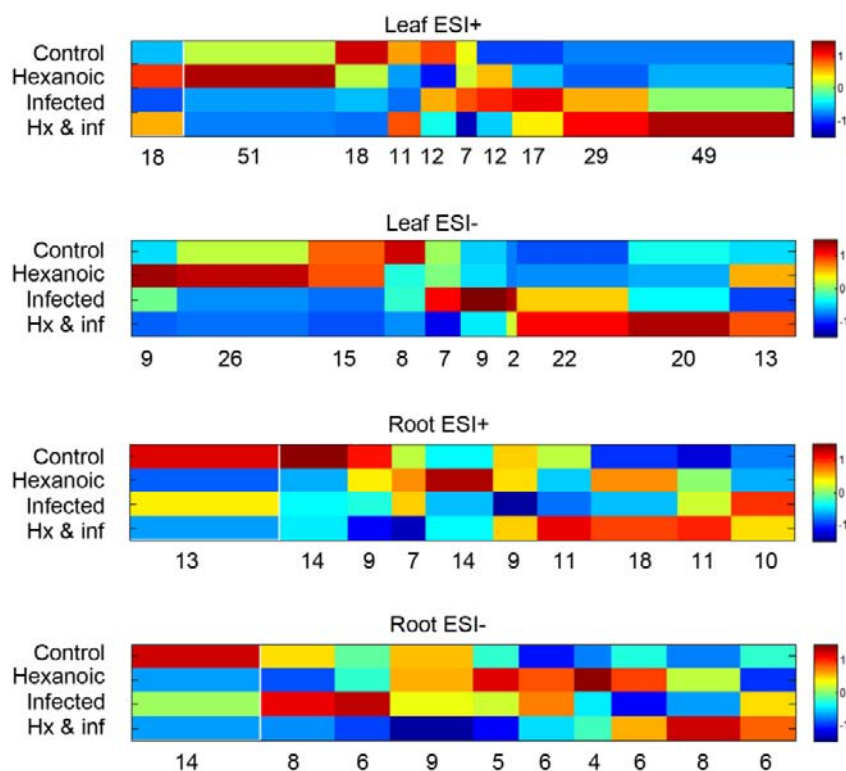 Leaf ESI+
Control
Hexanoic
Infected
Hx & inf
18 51 18 11 12 7 12 17 29 49
1
0
-1
Leaf ESI-
Control
Hexanoic
Infected
Hx & inf
9 26 15 8 7 9 2 22 20 13
1
0
-1
Root ESI+
Control
Hexanoic
Infected
Hx & inf
13 14 9 7 14 9 11 18 11 10
1
0
-1
Root ESI-
Control
Hexanoic
Infected
Hx & inf
14 8 6 9 5 6 4 6 8 6
1
0
-1